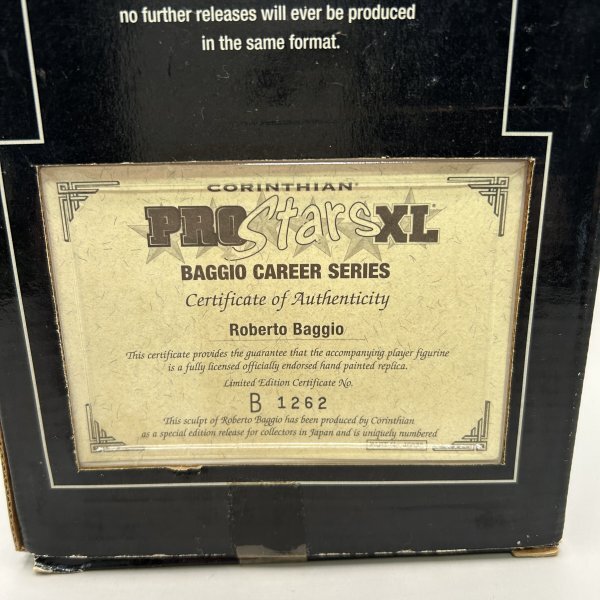 no further releases will ever be produced
in the same format.
CORINTHIAN®
PRO Stars XL
BAGGIO CAREER SERIES
Certificate of Authenticity
Roberto Baggio
This certificate provides the guarantee that the accompanying player figurine
is a fully licensed officially endorsed hand painted replica.
Limited Edition Certificate No.
B 1262
This sculpt of Roberto Baggio has been produced by Corinthian
as a special edition release for collectors in Japan and is uniquely numbered